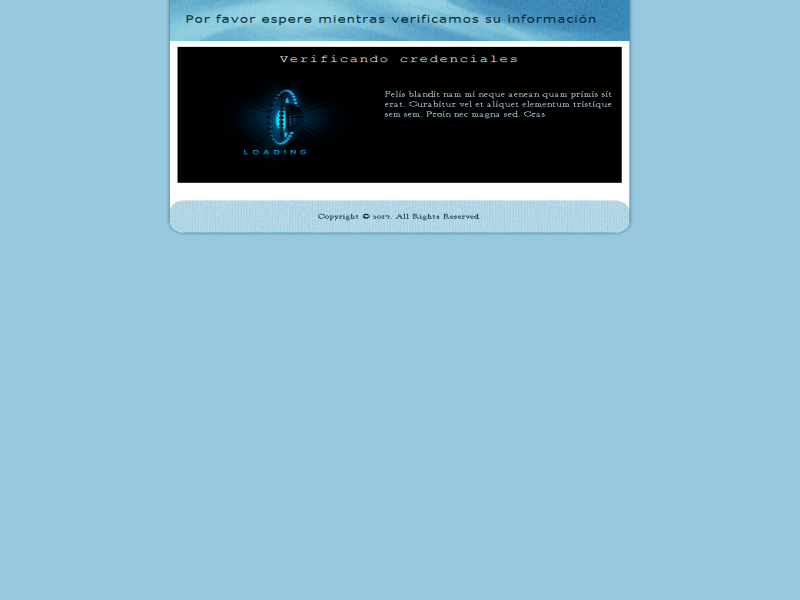 Por favor espere mientras verificamos su información
Verificando credenciales
LOADING
Felis blandit nam mi neque aenean quam primis sit
erat. Curabitur vel et aliquet elementum tristique
sem sem. Proin nec magna sed. Cras
Copyright © 2017. All Rights Reserved.